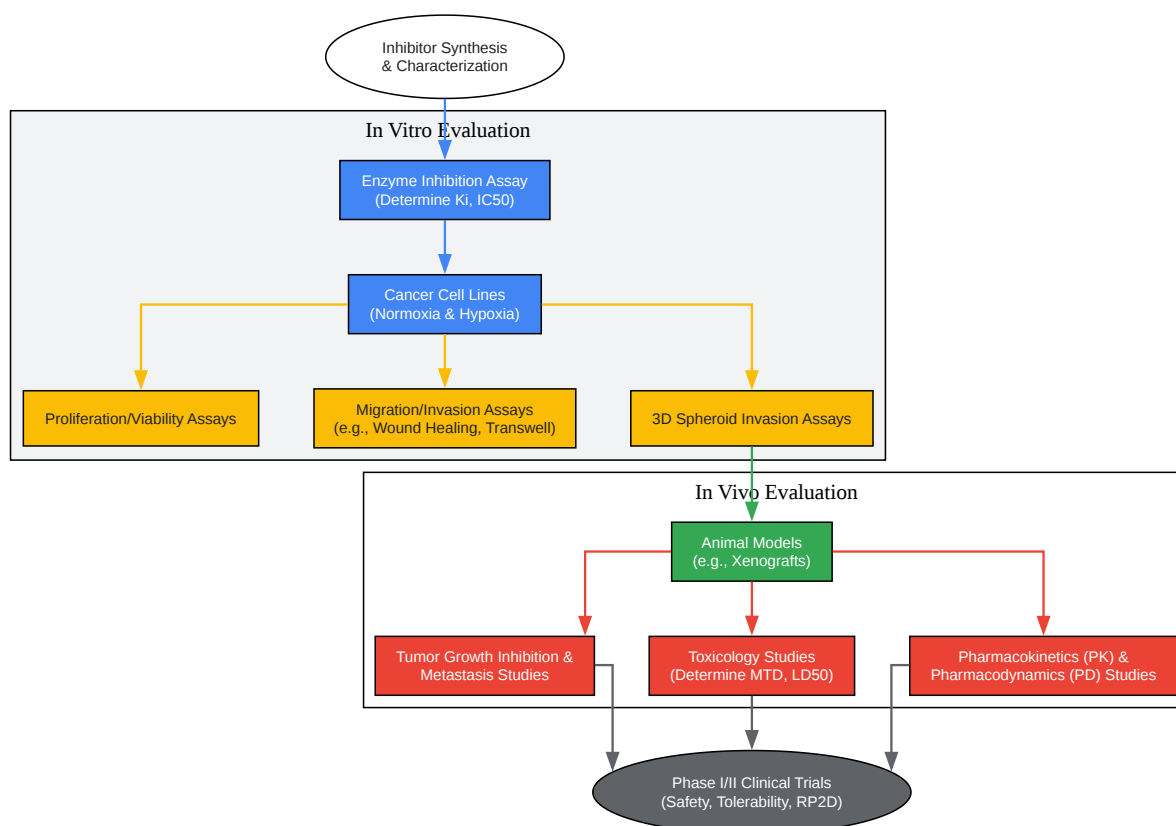 Inhibitor Synthesis
& Characterization
In Vitro Evaluation
Enzyme Inhibition Assay
(Determine Ki, IC50)
Cancer Cell Lines
(Normoxia & Hypoxia)
Proliferation/Viability Assays
Migration/Invasion Assays
(e.g., Wound Healing, Transwell)
3D Spheroid Invasion Assays
In Vivo Evaluation
Animal Models
(e.g., Xenografts)
Tumor Growth Inhibition &
Metastasis Studies
Toxicology Studies
(Determine MTD, LD50)
Pharmacokinetics (PK) &
Pharmacodynamics (PD) Studies
Phase I/II Clinical Trials
(Safety, Tolerability, RP2D)